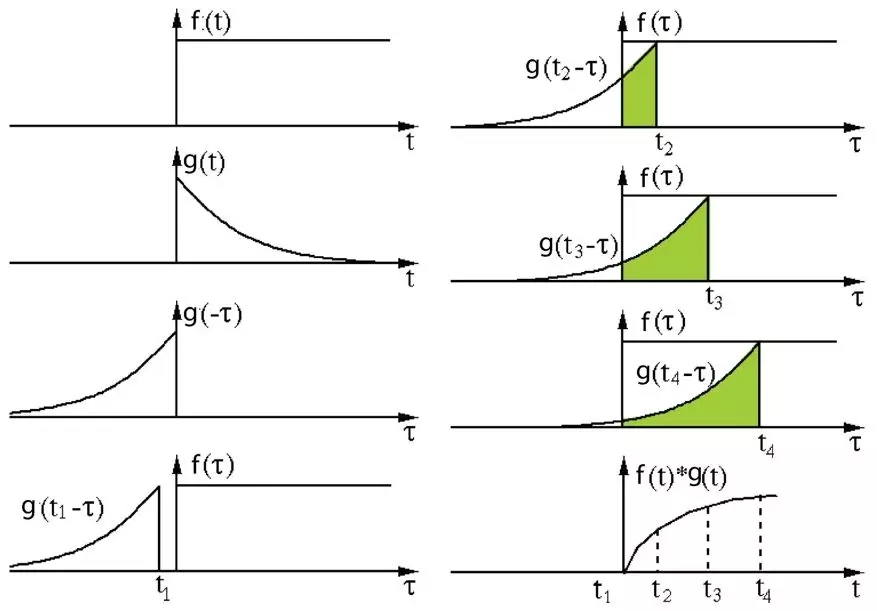 f(t)
t
g(t)
t
g(-τ)
τ
f(τ)
g(t1-τ)
t1
τ
f(τ)
g(t2-τ)
t2
τ
f(τ)
g(t3-τ)
t3
τ
f(τ)
g(t4-τ)
t4
τ
f(t)*g(t)
t1 t2 t3 t4 t